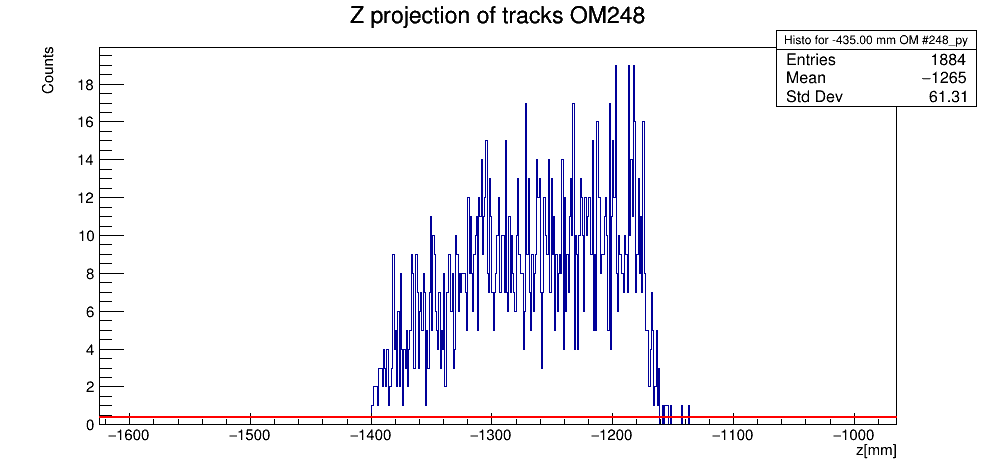 Z projection of tracks OM248
Histo for -435.00 mm OM #248_py
Entries 1884
Mean −1265
Std Dev 61.31
Counts
18
16
14
12
10
8
6
4
2
0
−1600 −1500 −1400 −1300 −1200 −1100 −1000
z[mm]